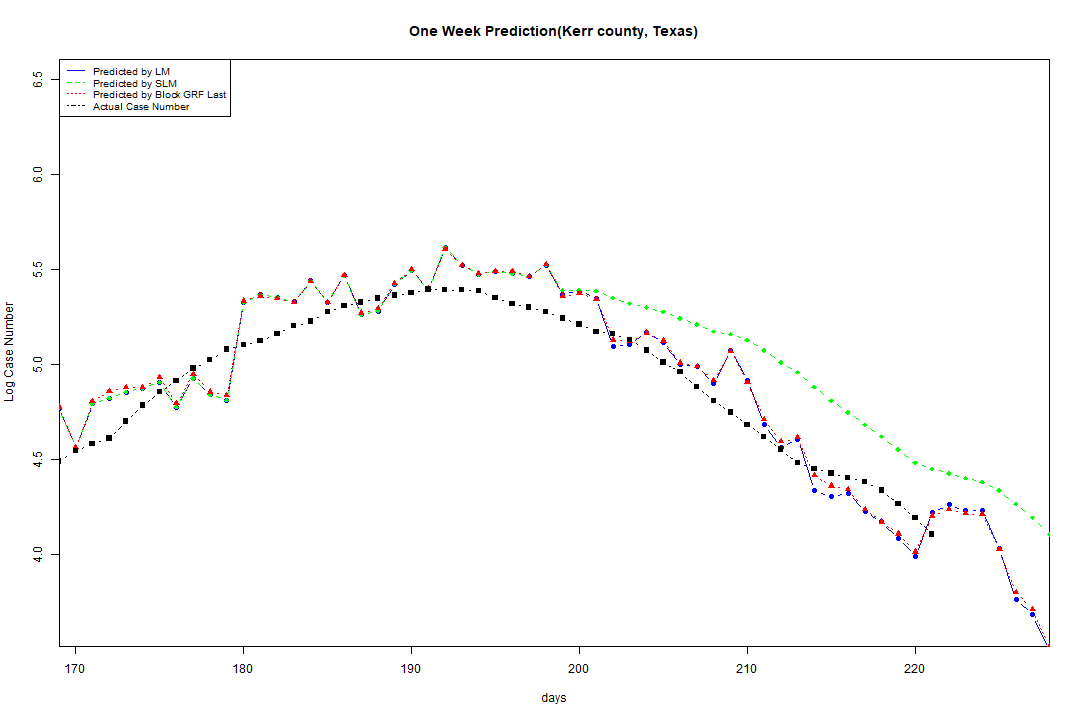 One Week Prediction(Kerr county, Texas)
Predicted by LM
Predicted by SLM
Predicted by Block GRF Last
Actual Case Number
Log Case Number
6.5
6.0
5.5
5.0
4.5
4.0
170 180 190 200 210 220
days